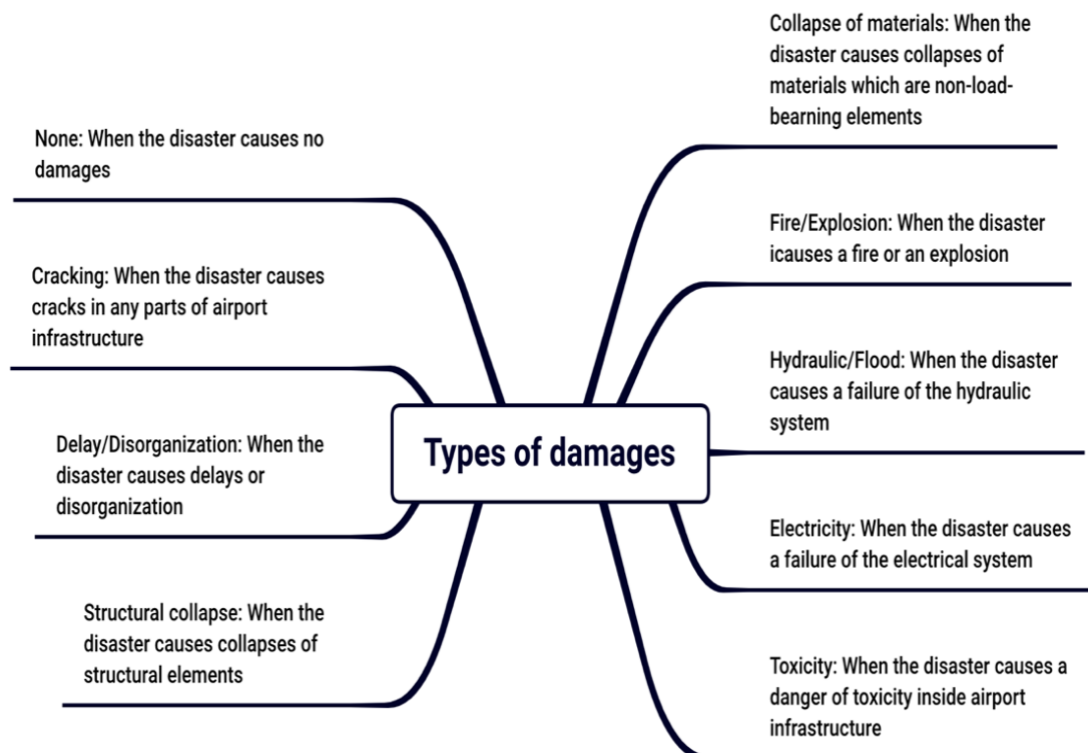 None: When the disaster causes no
damages
Cracking: When the disaster causes
cracks in any parts of airport
infrastructure
Delay/Disorganization: When the
disaster causes delays or
disorganization
Structural collapse: When the
disaster causes collapses of
structural elements
Types of damages
Collapse of materials: When the
disaster causes collapses of
materials which are non-load-
bearning elements
Fire/Explosion: When the disaster
icauses a fire or an explosion
Hydraulic/Flood: When the disaster
causes a failure of the hydraulic
system
Electricity: When the disaster causes
a failure of the electrical system
Toxicity: When the disaster causes a
danger of toxicity inside airport
infrastructure